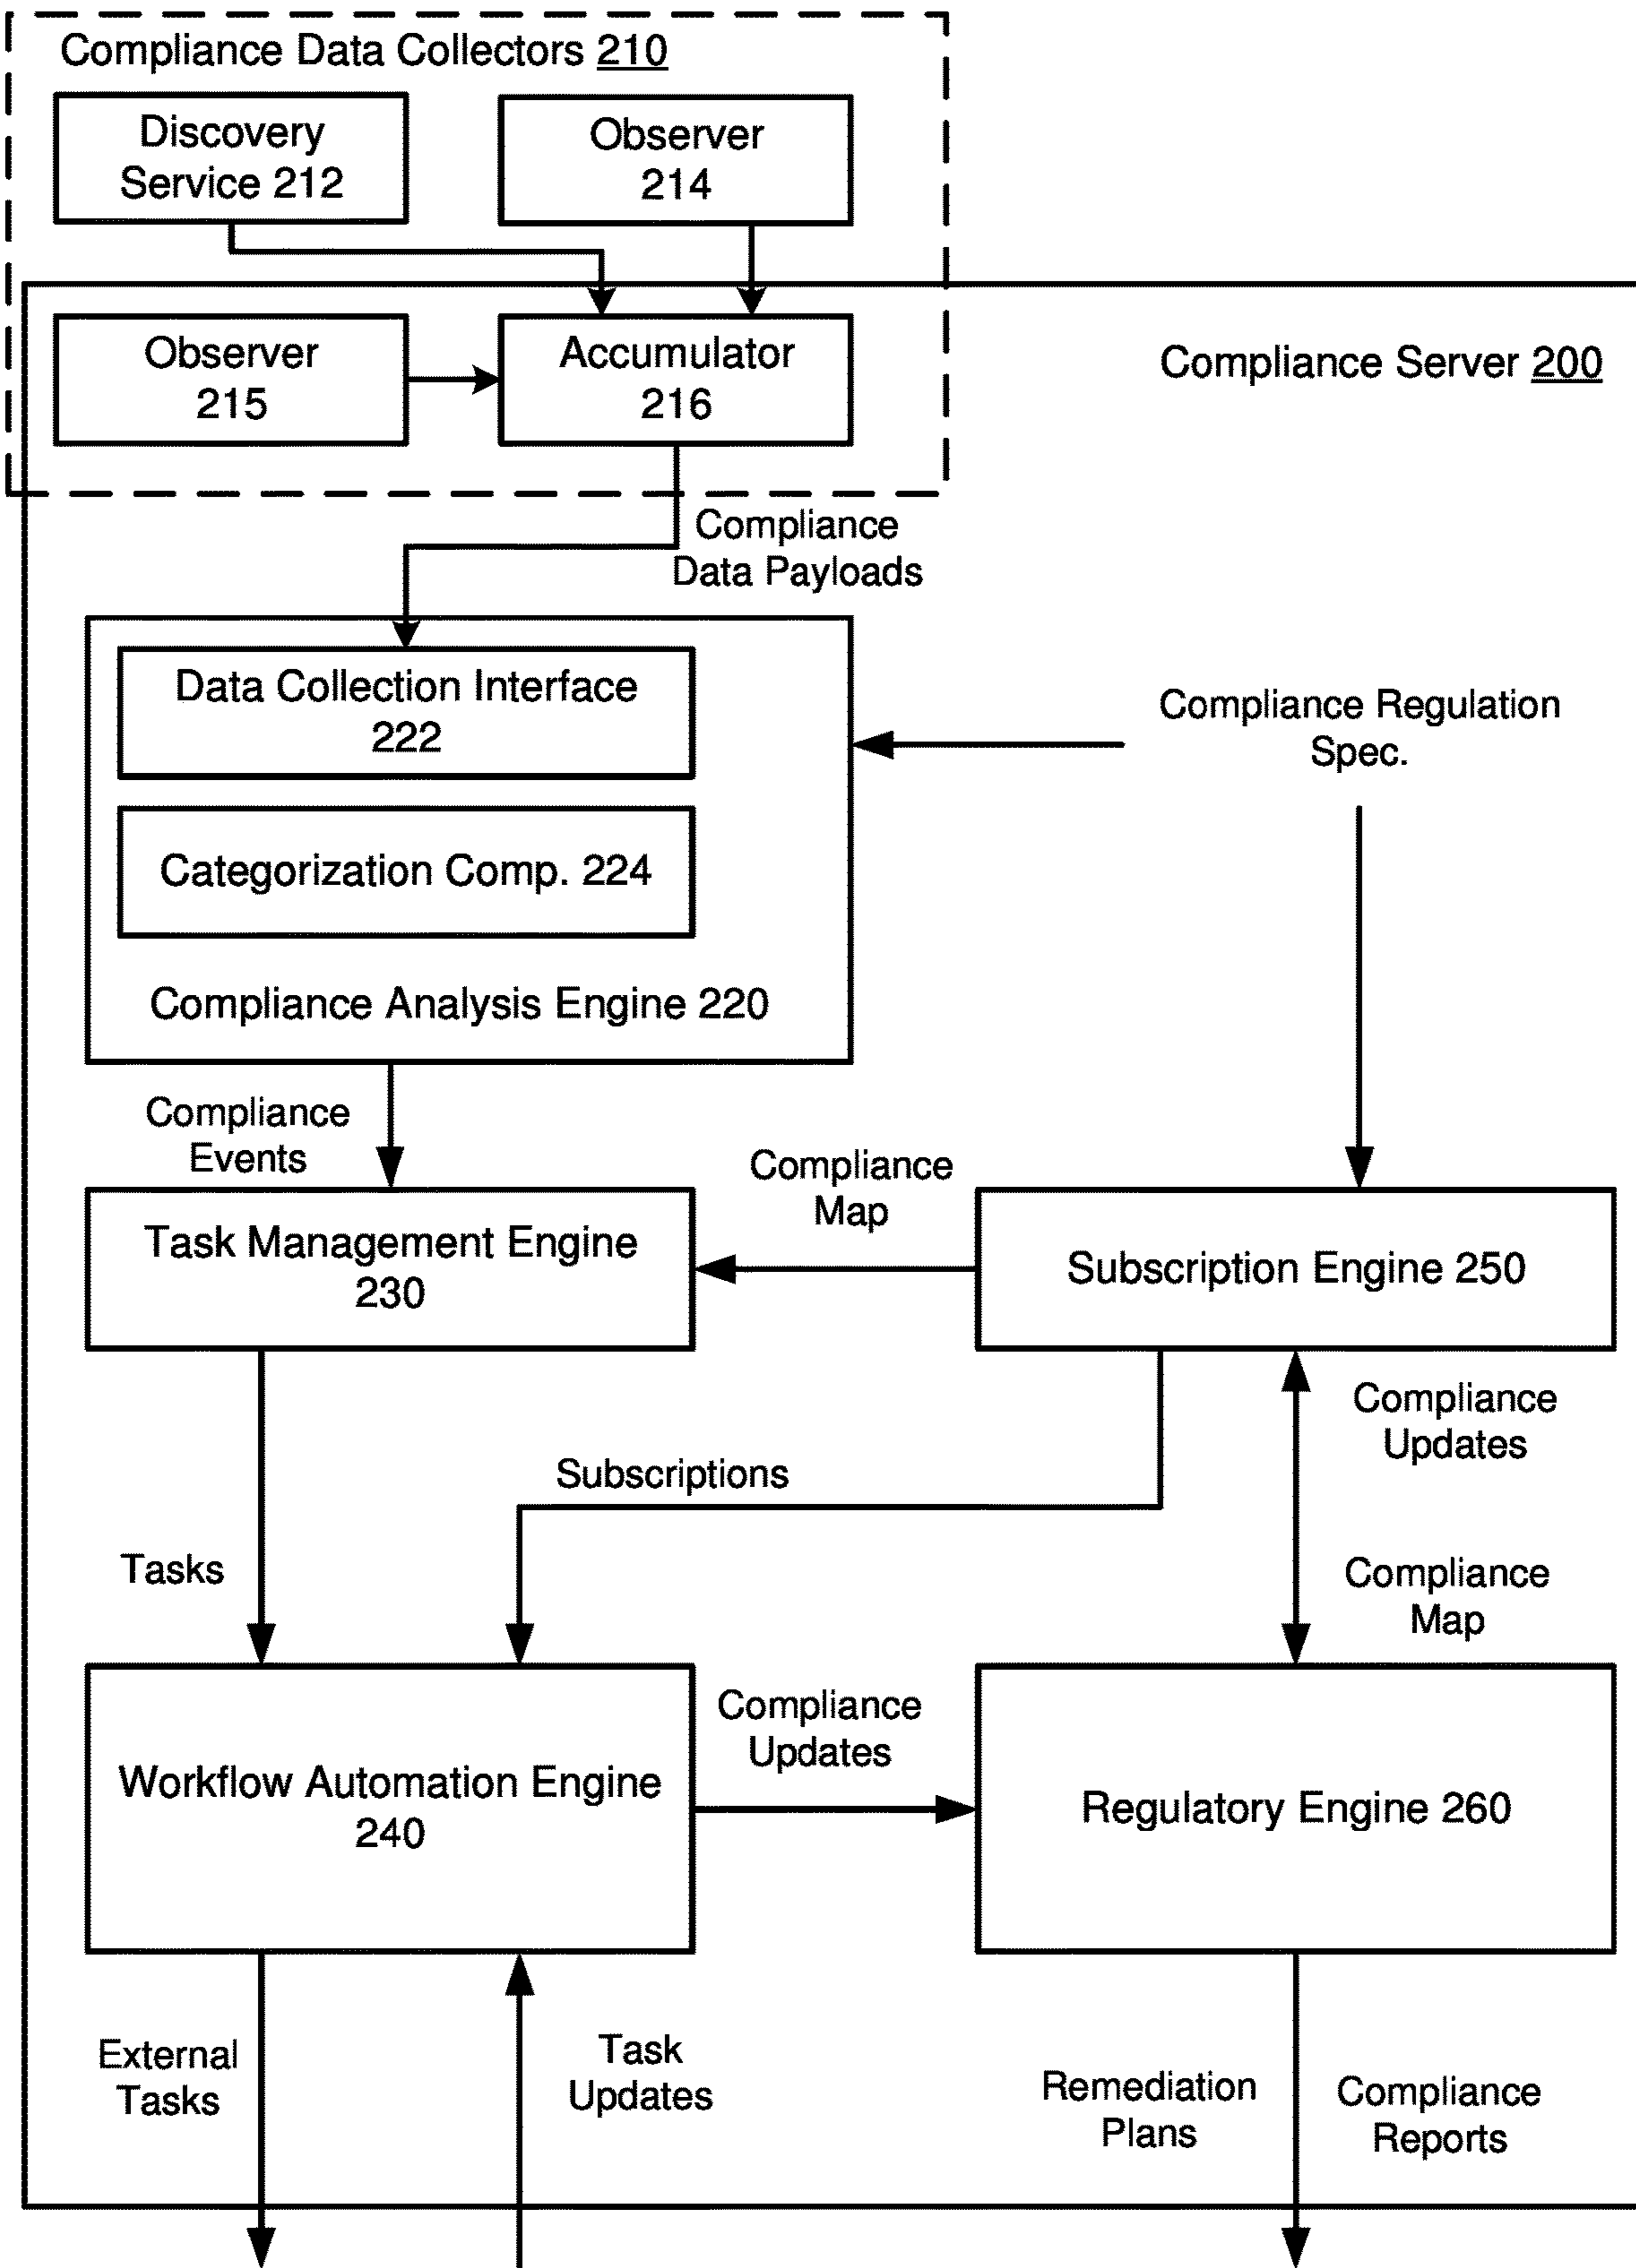 Compliance Data Collectors 210
Discovery
Service 212
Observer
214
Observer
215
Accumulator
216
Compliance Server 200
Compliance
Data Payloads
Data Collection Interface
222
Compliance Regulation
Spec.
Categorization Comp. 224
Compliance Analysis Engine 220
Compliance
Events
Compliance
Map
Task Management Engine
230
Subscription Engine 250
Compliance
Updates
Subscriptions
Tasks
Compliance
Map
Workflow Automation Engine
240
Compliance
Updates
Regulatory Engine 260
External
Tasks
Task
Updates
Remediation
Plans
Compliance
Reports